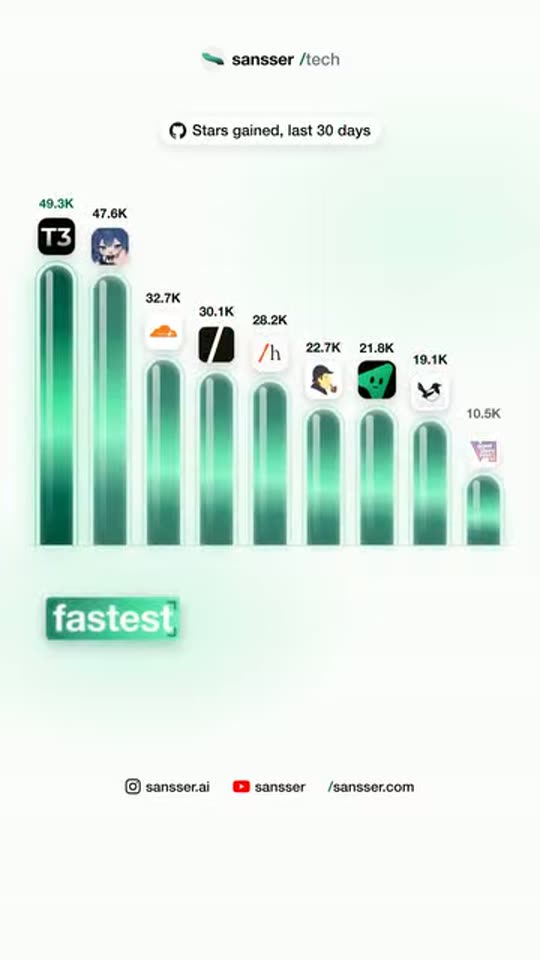 sansser /tech
Stars gained, last 30 days
49.3K
47.6K
32.7K
30.1K
28.2K
22.7K
21.8K
19.1K
10.5K
T3
/h
fastest
sansser.ai sansser /sansser.com